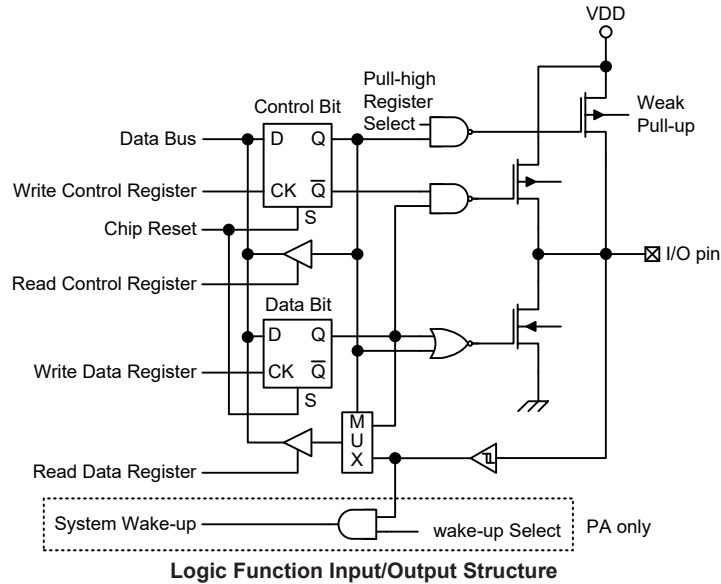 VDD
Pull-high
Register
Select
Weak
Pull-up
Control Bit
Data Bus
D
Q
Write Control Register
CK
Q̅
S
Chip Reset
I/O pin
Read Control Register
Data Bit
D
Q
Write Data Register
CK
Q̅
S
M
U
X
Read Data Register
System Wake-up
wake-up Select
PA only
Logic Function Input/Output Structure